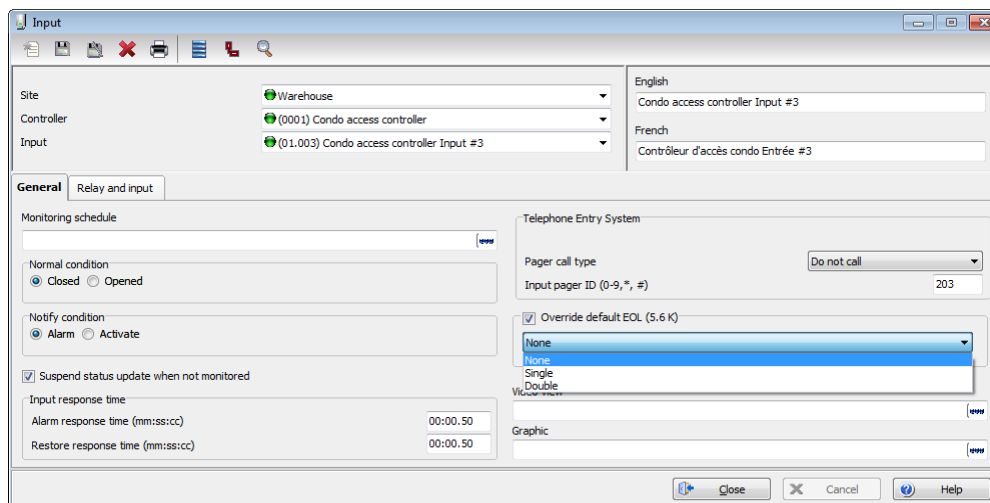 Input
Site
Warehouse
Controller
(0001) Condo access controller
Input
(01.003) Condo access controller Input #3
English
Condo access controller Input #3
French
Contrôleur d'accès condo Entrée #3
General
Relay and input
Monitoring schedule
Normal condition
Closed
Opened
Notify condition
Alarm
Activate
Suspend status update when not monitored
Input response time
Alarm response time (mm:ss:cc)
00:00.50
Restore response time (mm:ss:cc)
00:00.50
Telephone Entry System
Pager call type
Do not call
Input pager ID (0-9,*, #)
203
Override default EOL (5.6 K)
None
None
Single
Double
Video view
Graphic
Close
Cancel
Help